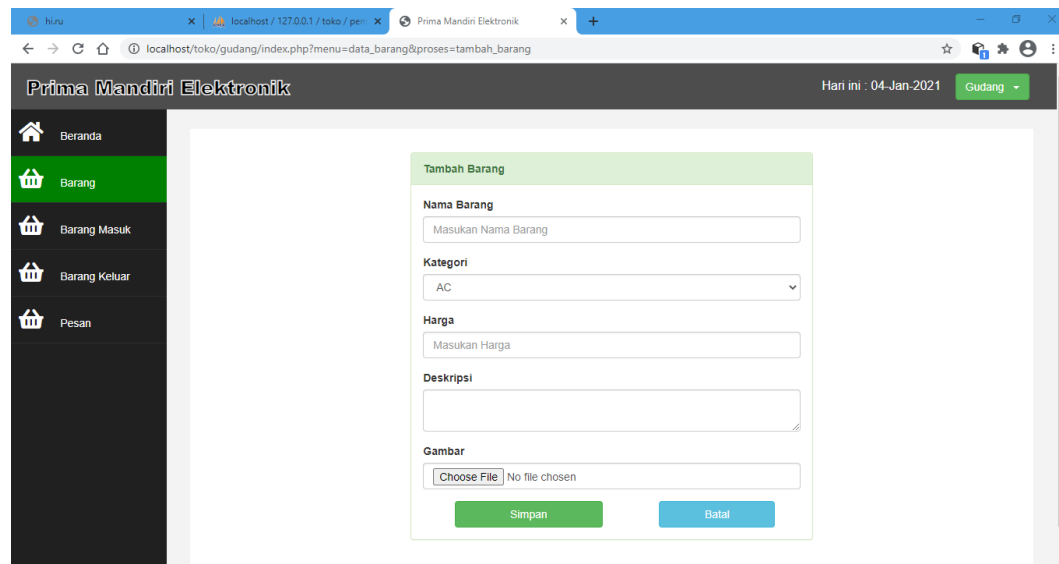 hi.ru
localhost / 127.0.0.1 / toko / pem
Prima Mandiri Elektronik
localhost/toko/gudang/index.php?menu=data_barang&proses=tambah_barang
1
Prima Mandiri Elektronik
Hari ini : 04-Jan-2021
Gudang
Beranda
Barang
Barang Masuk
Barang Keluar
Pesan
Tambah Barang
Nama Barang
Masukan Nama Barang
Kategori
AC
Harga
Masukan Harga
Deskripsi
Gambar
Choose File No file chosen
Simpan
Batal